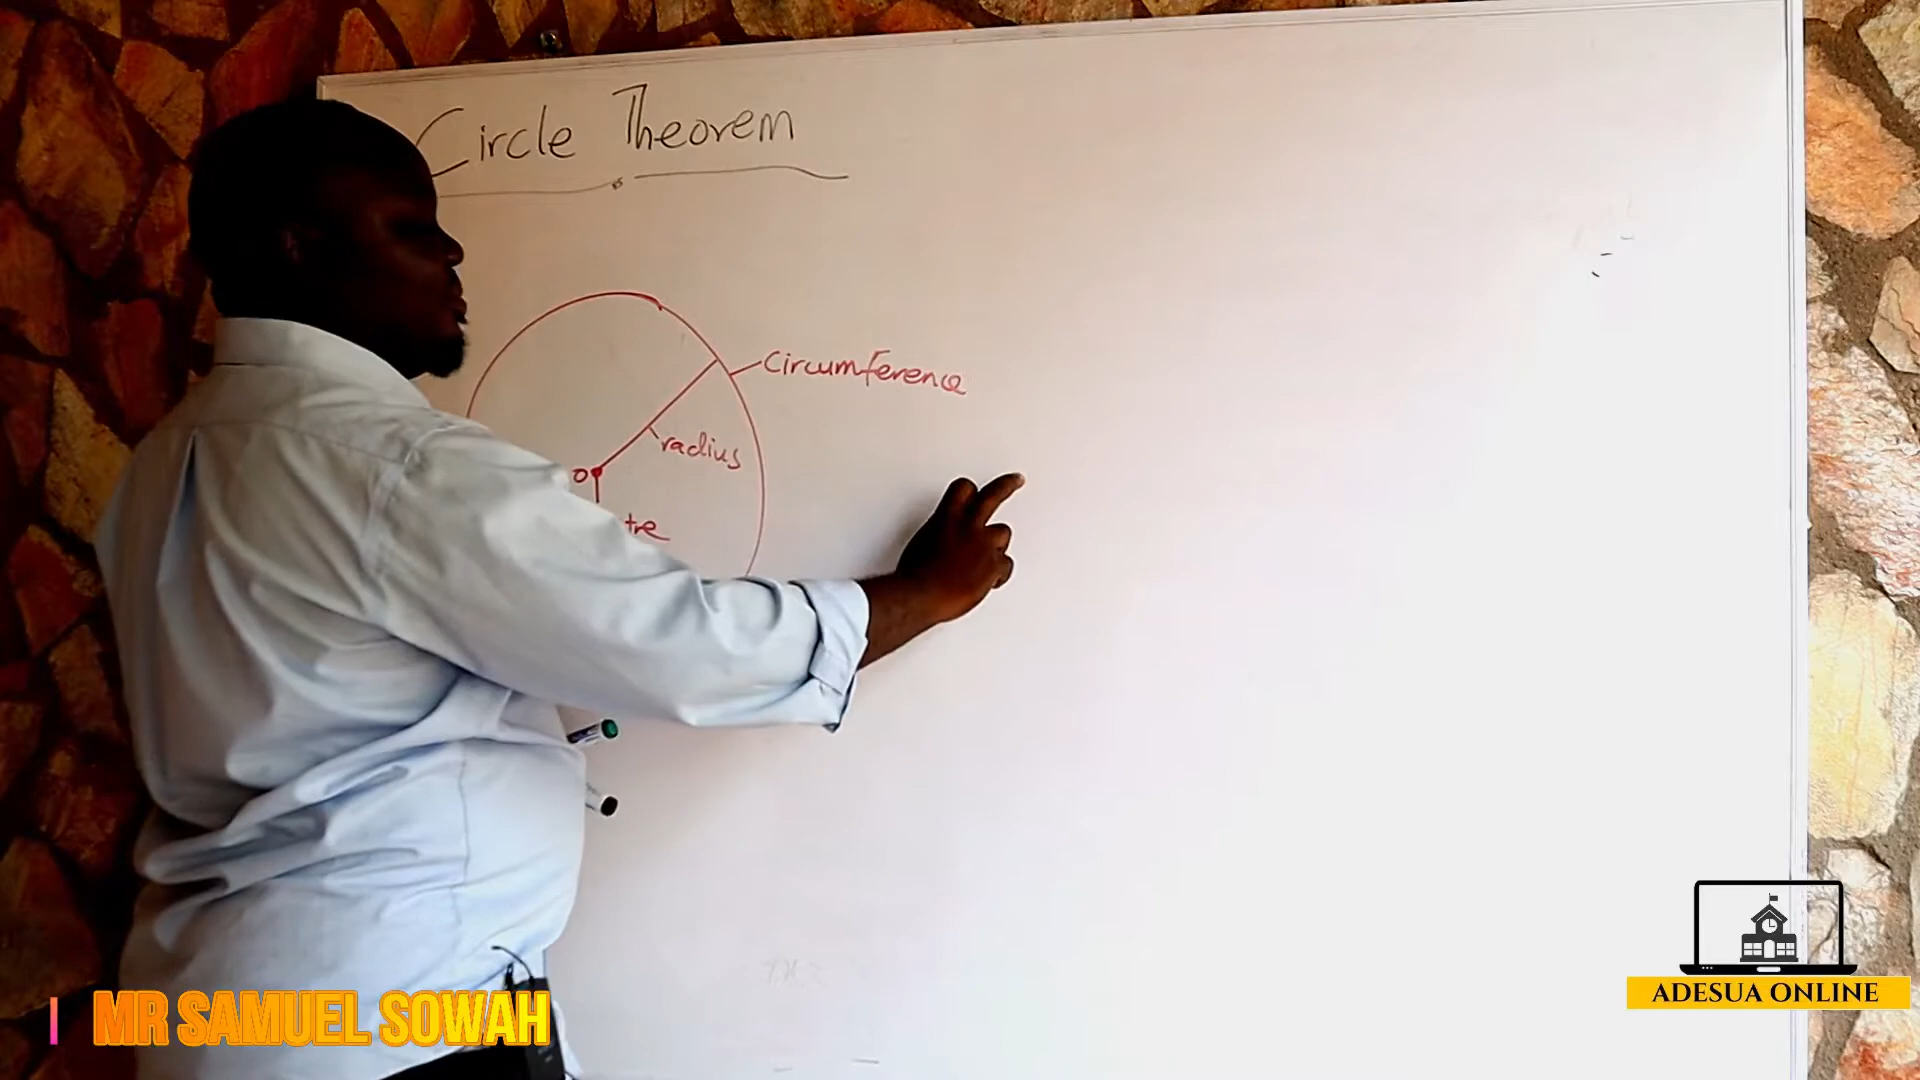 Circle Theorem
Circumference
radius
O
tre
MR SAMUEL SOWAH
ADESUA ONLINE